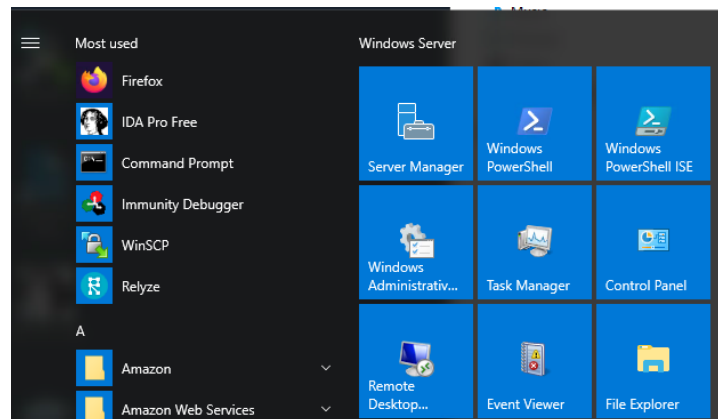 Most used
Firefox
IDA Pro Free
Command Prompt
Immunity Debugger
WinSCP
Relyze
A
Amazon
Amazon Web Services
Windows Server
Server Manager
Windows
PowerShell
Windows
PowerShell ISE
Windows
Administrativ...
Task Manager
Control Panel
Remote
Desktop...
Event Viewer
File Explorer